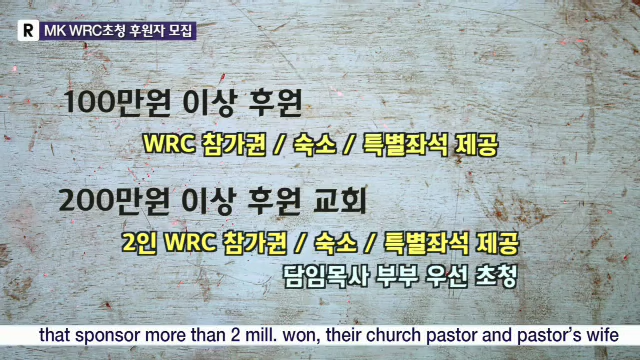 R MK WRC초청 후원자 모집
100만원 이상 후원
WRC 참가권 / 숙소 / 특별좌석 제공
200만원 이상 후원 교회
2인 WRC 참가권 / 숙소 / 특별좌석 제공
담임목사 부부 우선 초청
that sponsor more than 2 mill. won, their church pastor and pastor's wife